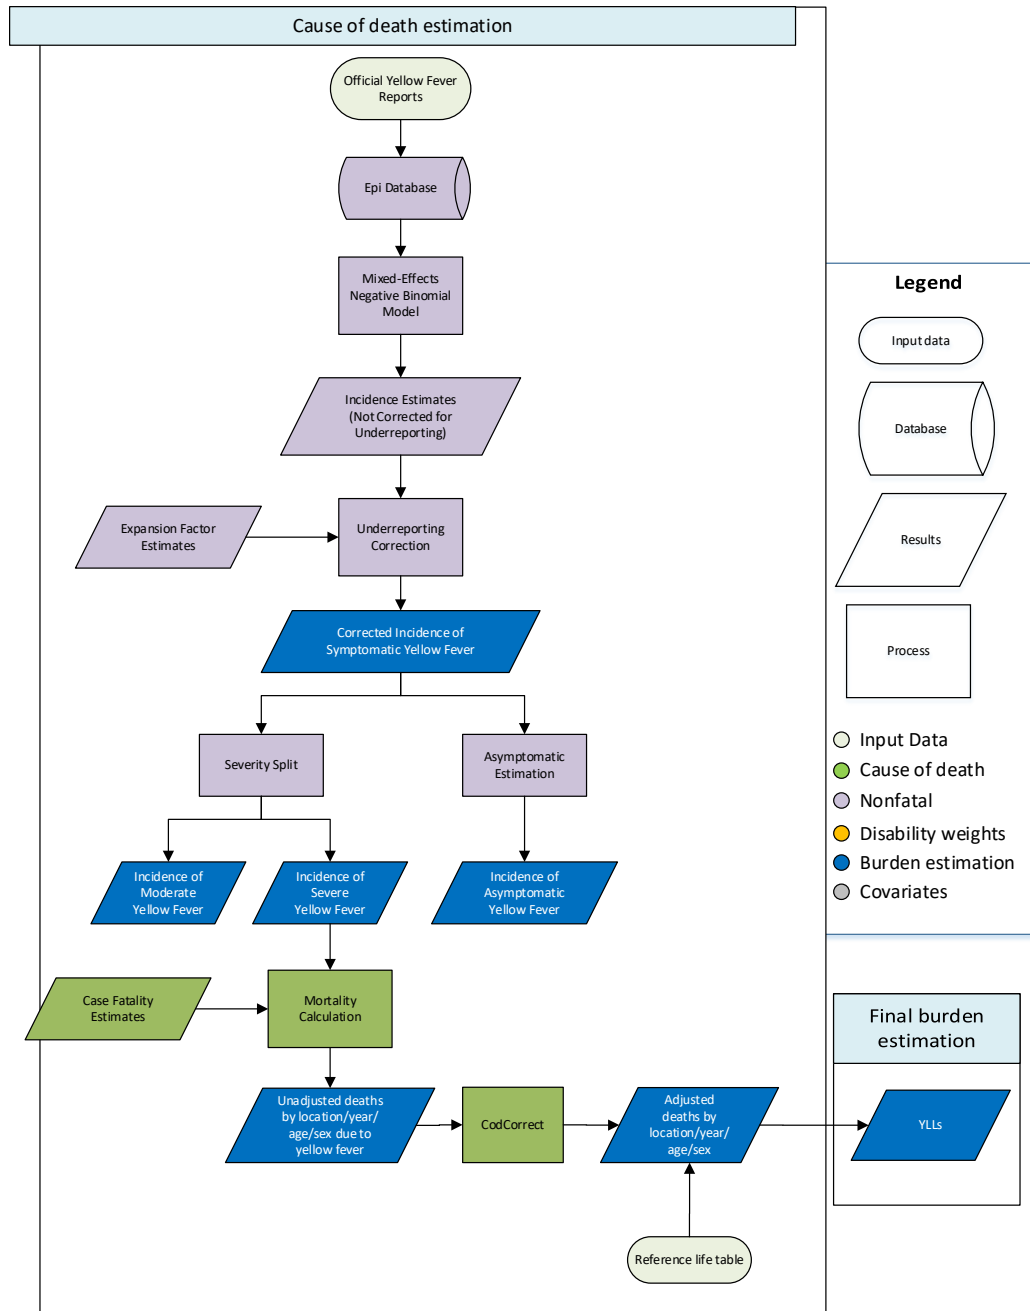 Cause of death estimation
Official Yellow Fever
Reports
Epi Database
Mixed-Effects
Negative Binomial
Model
Incidence Estimates
(Not Corrected for
Underreporting)
Expansion Factor
Estimates
Underreporting
Correction
Corrected Incidence of
Symptomatic Yellow Fever
Severity Split
Asymptomatic
Estimation
Incidence of
Moderate
Yellow Fever
Incidence of
Severe
Yellow Fever
Incidence of
Asymptomatic
Yellow Fever
Case Fatality
Estimates
Mortality
Calculation
Unadjusted deaths
by location/year/
age/sex due to
yellow fever
CodCorrect
Adjusted
deaths by
location/year/
age/sex
Reference life table
Legend
Input data
Database
Results
Process
Input Data
Cause of death
Nonfatal
Disability weights
Burden estimation
Covariates
Final burden
estimation
YLLs